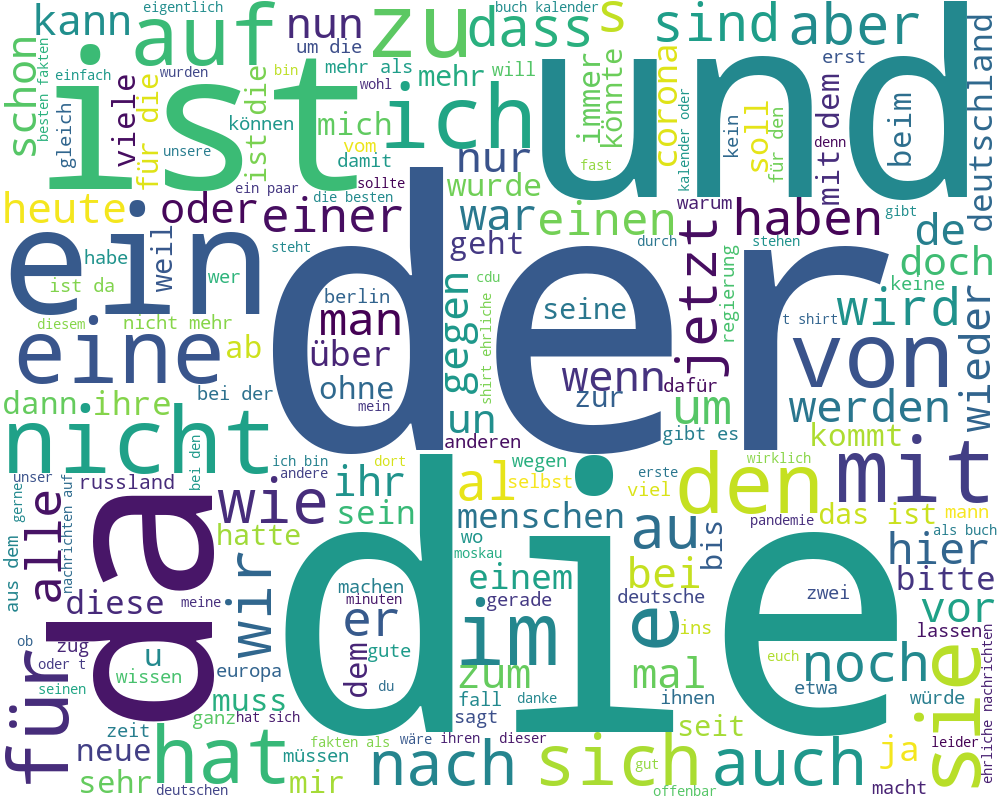 kann
eigentlich
auf
nun
um die
zu
buch kalender
dass
s
sind
aber
erst
deutschland
schon
besten fakten
einfach
wurden
bin
mehr als
wohl
mehr
will
immer
könnte
corona
kein
soll
für den
kalender oder
mit
dem
denn
beim
gleich
viele
für die
ist die
unsere
können
mich
vom
damit
ist
ich
und
fast
nur
ein paar
sollte
die besten
wurde
warum
gibt
heute
oder
einer
war
einen
haben
de
steht
geht
durch
stehen
doch
weil
habe
wer
ein
ist da
der
cdu
berlin
man
über
ohne
mein
gegen
shirt ehrliche
seine
jetzt
regierung
t shirt
keine
wird
wieder
diesem
nicht mehr
eine
ab
wenn
dafür
zur
von
dann
ihre
bei der
un
um
werden
anderen
gibt es
kommt
nicht
bei den
ich bin
andere
dort
wegen
erste
wirklich
mit
unser
gerne
russland
wie
ihr
al
selbst
viel
den
alle
nachrichten auf
da
hatte
sein
menschen
au
bis
pandemie
das ist
mann
als buch
aus dem
wo
moskau
hier
diese
meine
wir
die
machen
minuten
einem
bei
deutsche
zwei
bitte
für
er
gerade
im
e
ins
vor
ob
zug
u
dem
gute
euch
noch
lassen
oder t
wissen
europa
du
zum
mal
etwa
würde
sie
ehrliche nachrichten
seinen
muss
fall
danke
ihnen
ganz
hat sich
sagt
seit
zeit
neue
hat
fakten als
wäre
ihren
dieser
ja
leider
müssen
nach
sich
gut
auch
sehr
deutschen
mir
offenbar
macht